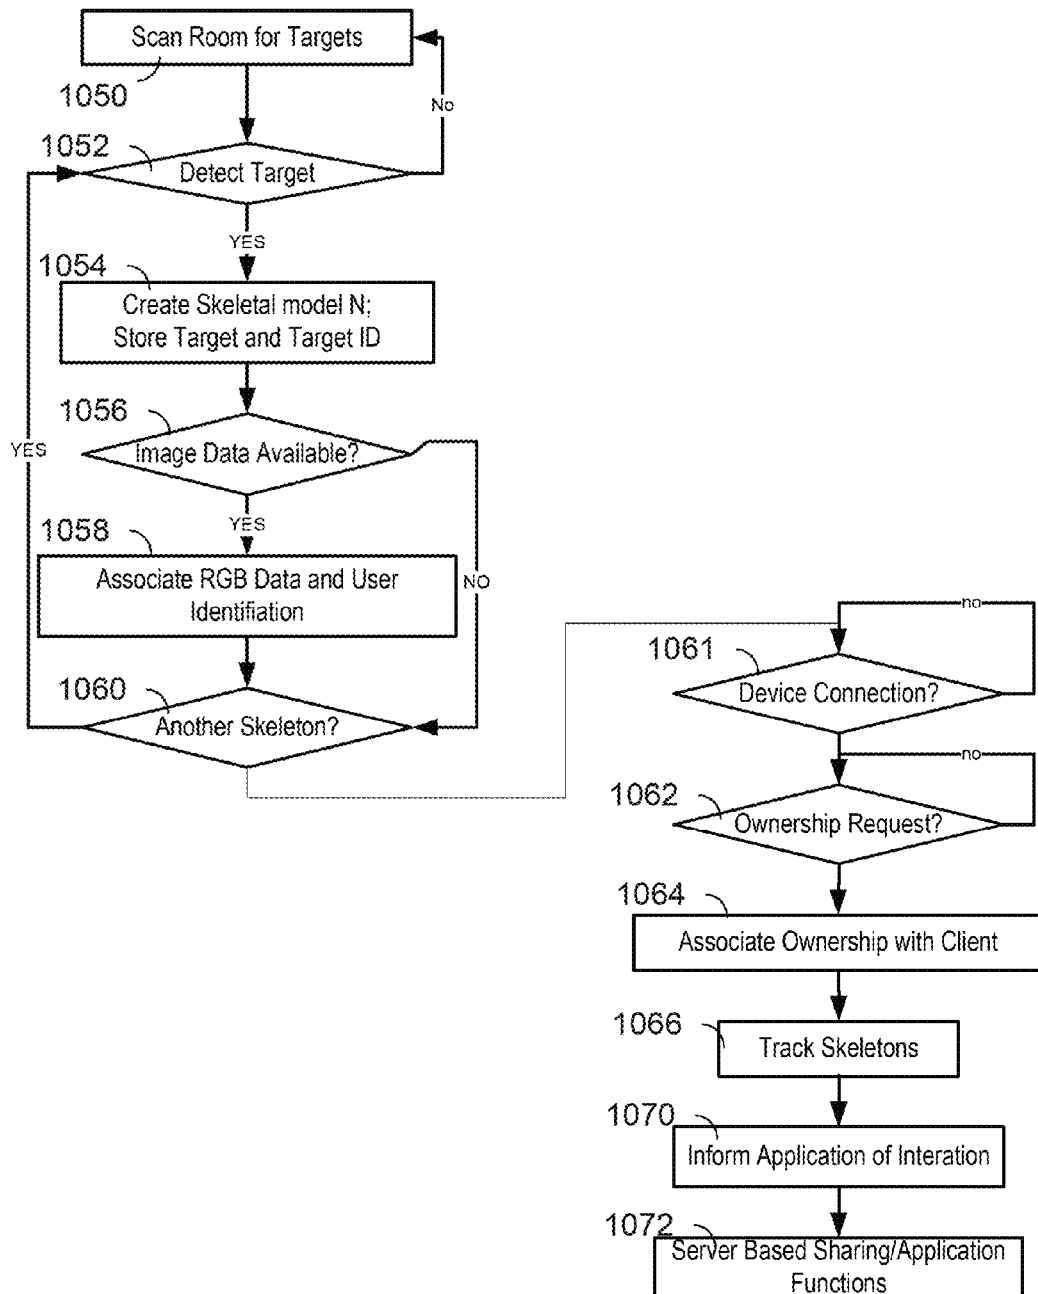 Scan Room for Targets
1050
No
1052
Detect Target
YES
1054
Create Skeletal model N;
Store Target and Target ID
1056
Image Data Available?
YES
YES
1058
Associate RGB Data and User
Identifiation
NO
1060
Another Skeleton?
no
1061
Device Connection?
no
1062
Ownership Request?
1064
Associate Ownership with Client
1066
Track Skeletons
1070
Inform Application of Interation
1072
Server Based Sharing/Application
Functions